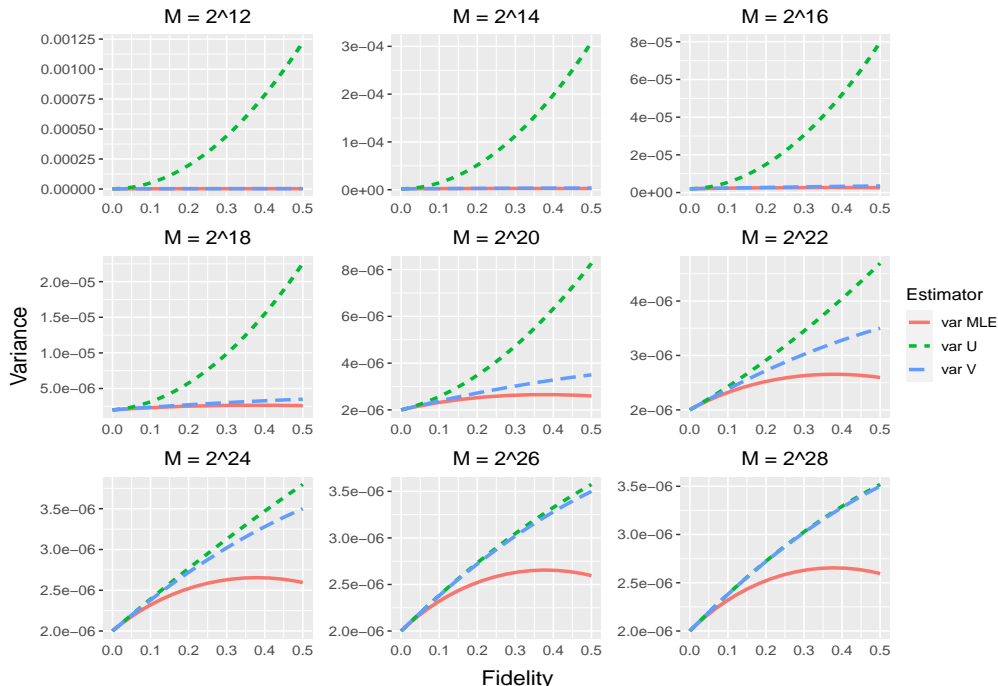 M = 2^12 M = 2^14 M = 2^16
0.00125
0.00100
0.00075
0.00050
0.00025
0.00000
3e−04
2e−04
1e−04
0e+00
8e−05
6e−05
4e−05
2e−05
0e+00
0.0 0.1 0.2 0.3 0.4 0.5 0.0 0.1 0.2 0.3 0.4 0.5 0.0 0.1 0.2 0.3 0.4 0.5
M = 2^18 M = 2^20 M = 2^22
2.0e−05
1.5e−05
1.0e−05
5.0e−06
8e−06
6e−06
4e−06
2e−06
4e−06
3e−06
2e−06
0.0 0.1 0.2 0.3 0.4 0.5 0.0 0.1 0.2 0.3 0.4 0.5 0.0 0.1 0.2 0.3 0.4 0.5
Variance
Estimator
var MLE
var U
var V
M = 2^24 M = 2^26 M = 2^28
3.5e−06
3.0e−06
2.5e−06
2.0e−06
3.5e−06
3.0e−06
2.5e−06
2.0e−06
3.5e−06
3.0e−06
2.5e−06
2.0e−06
0.0 0.1 0.2 0.3 0.4 0.5 0.0 0.1 0.2 0.3 0.4 0.5 0.0 0.1 0.2 0.3 0.4 0.5
Fidelity